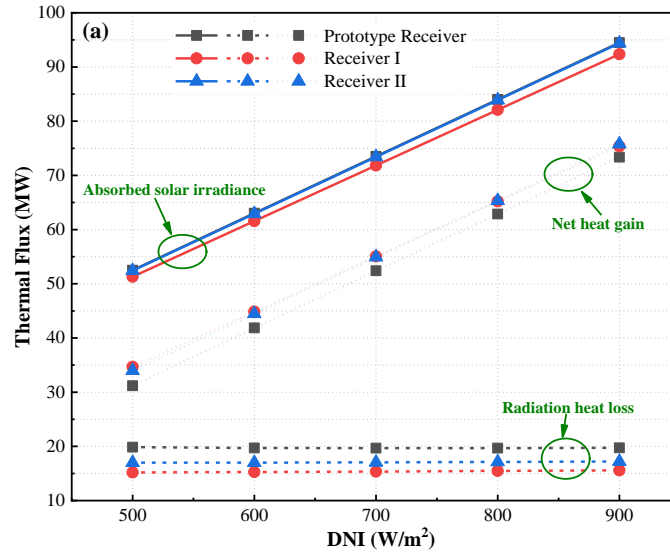 (a)
Prototype Receiver
Receiver I
Receiver II
Absorbed solar irradiance
Net heat gain
Radiation heat loss
Thermal Flux (MW)
100
90
80
70
60
50
40
30
20
10
500
600
700
800
900
DNI (W/m²)